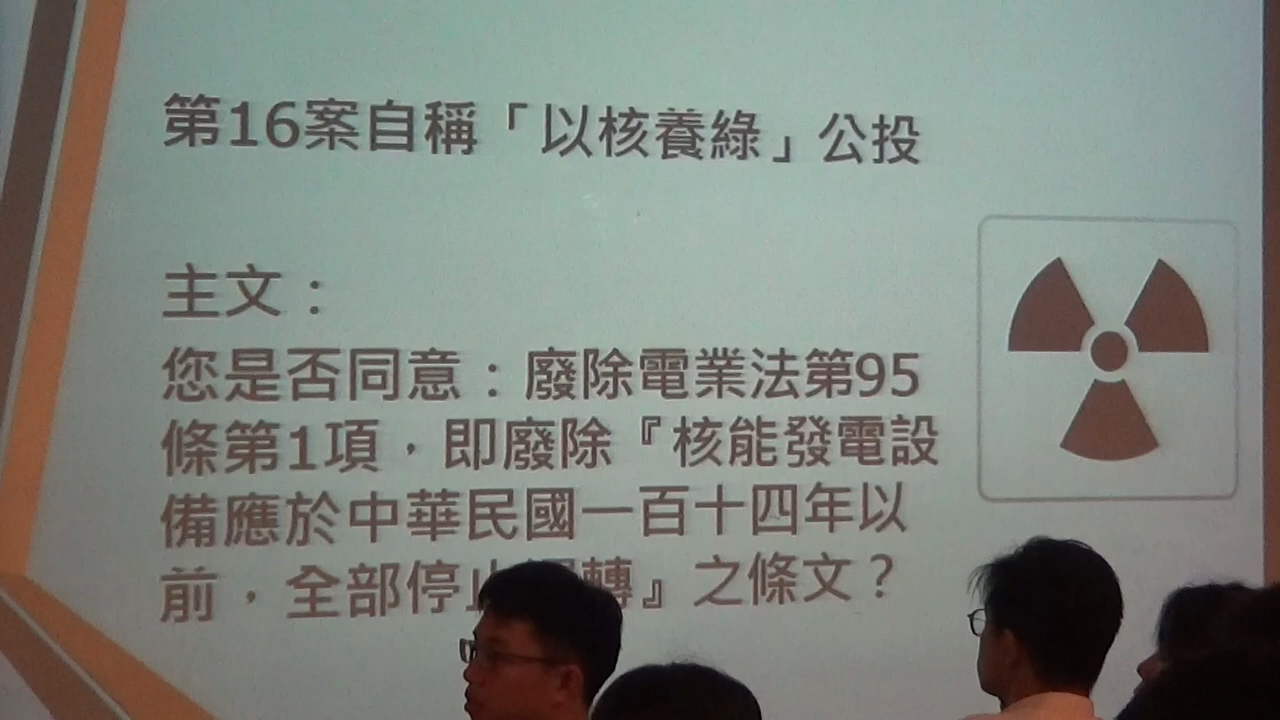 第16案自稱「以核養綠」公投
主文：
您是否同意：廢除電業法第95
條第1項，即廢除『核能發電設
備應於中華民國一百十四年以
前，全部停止轉』之條文？